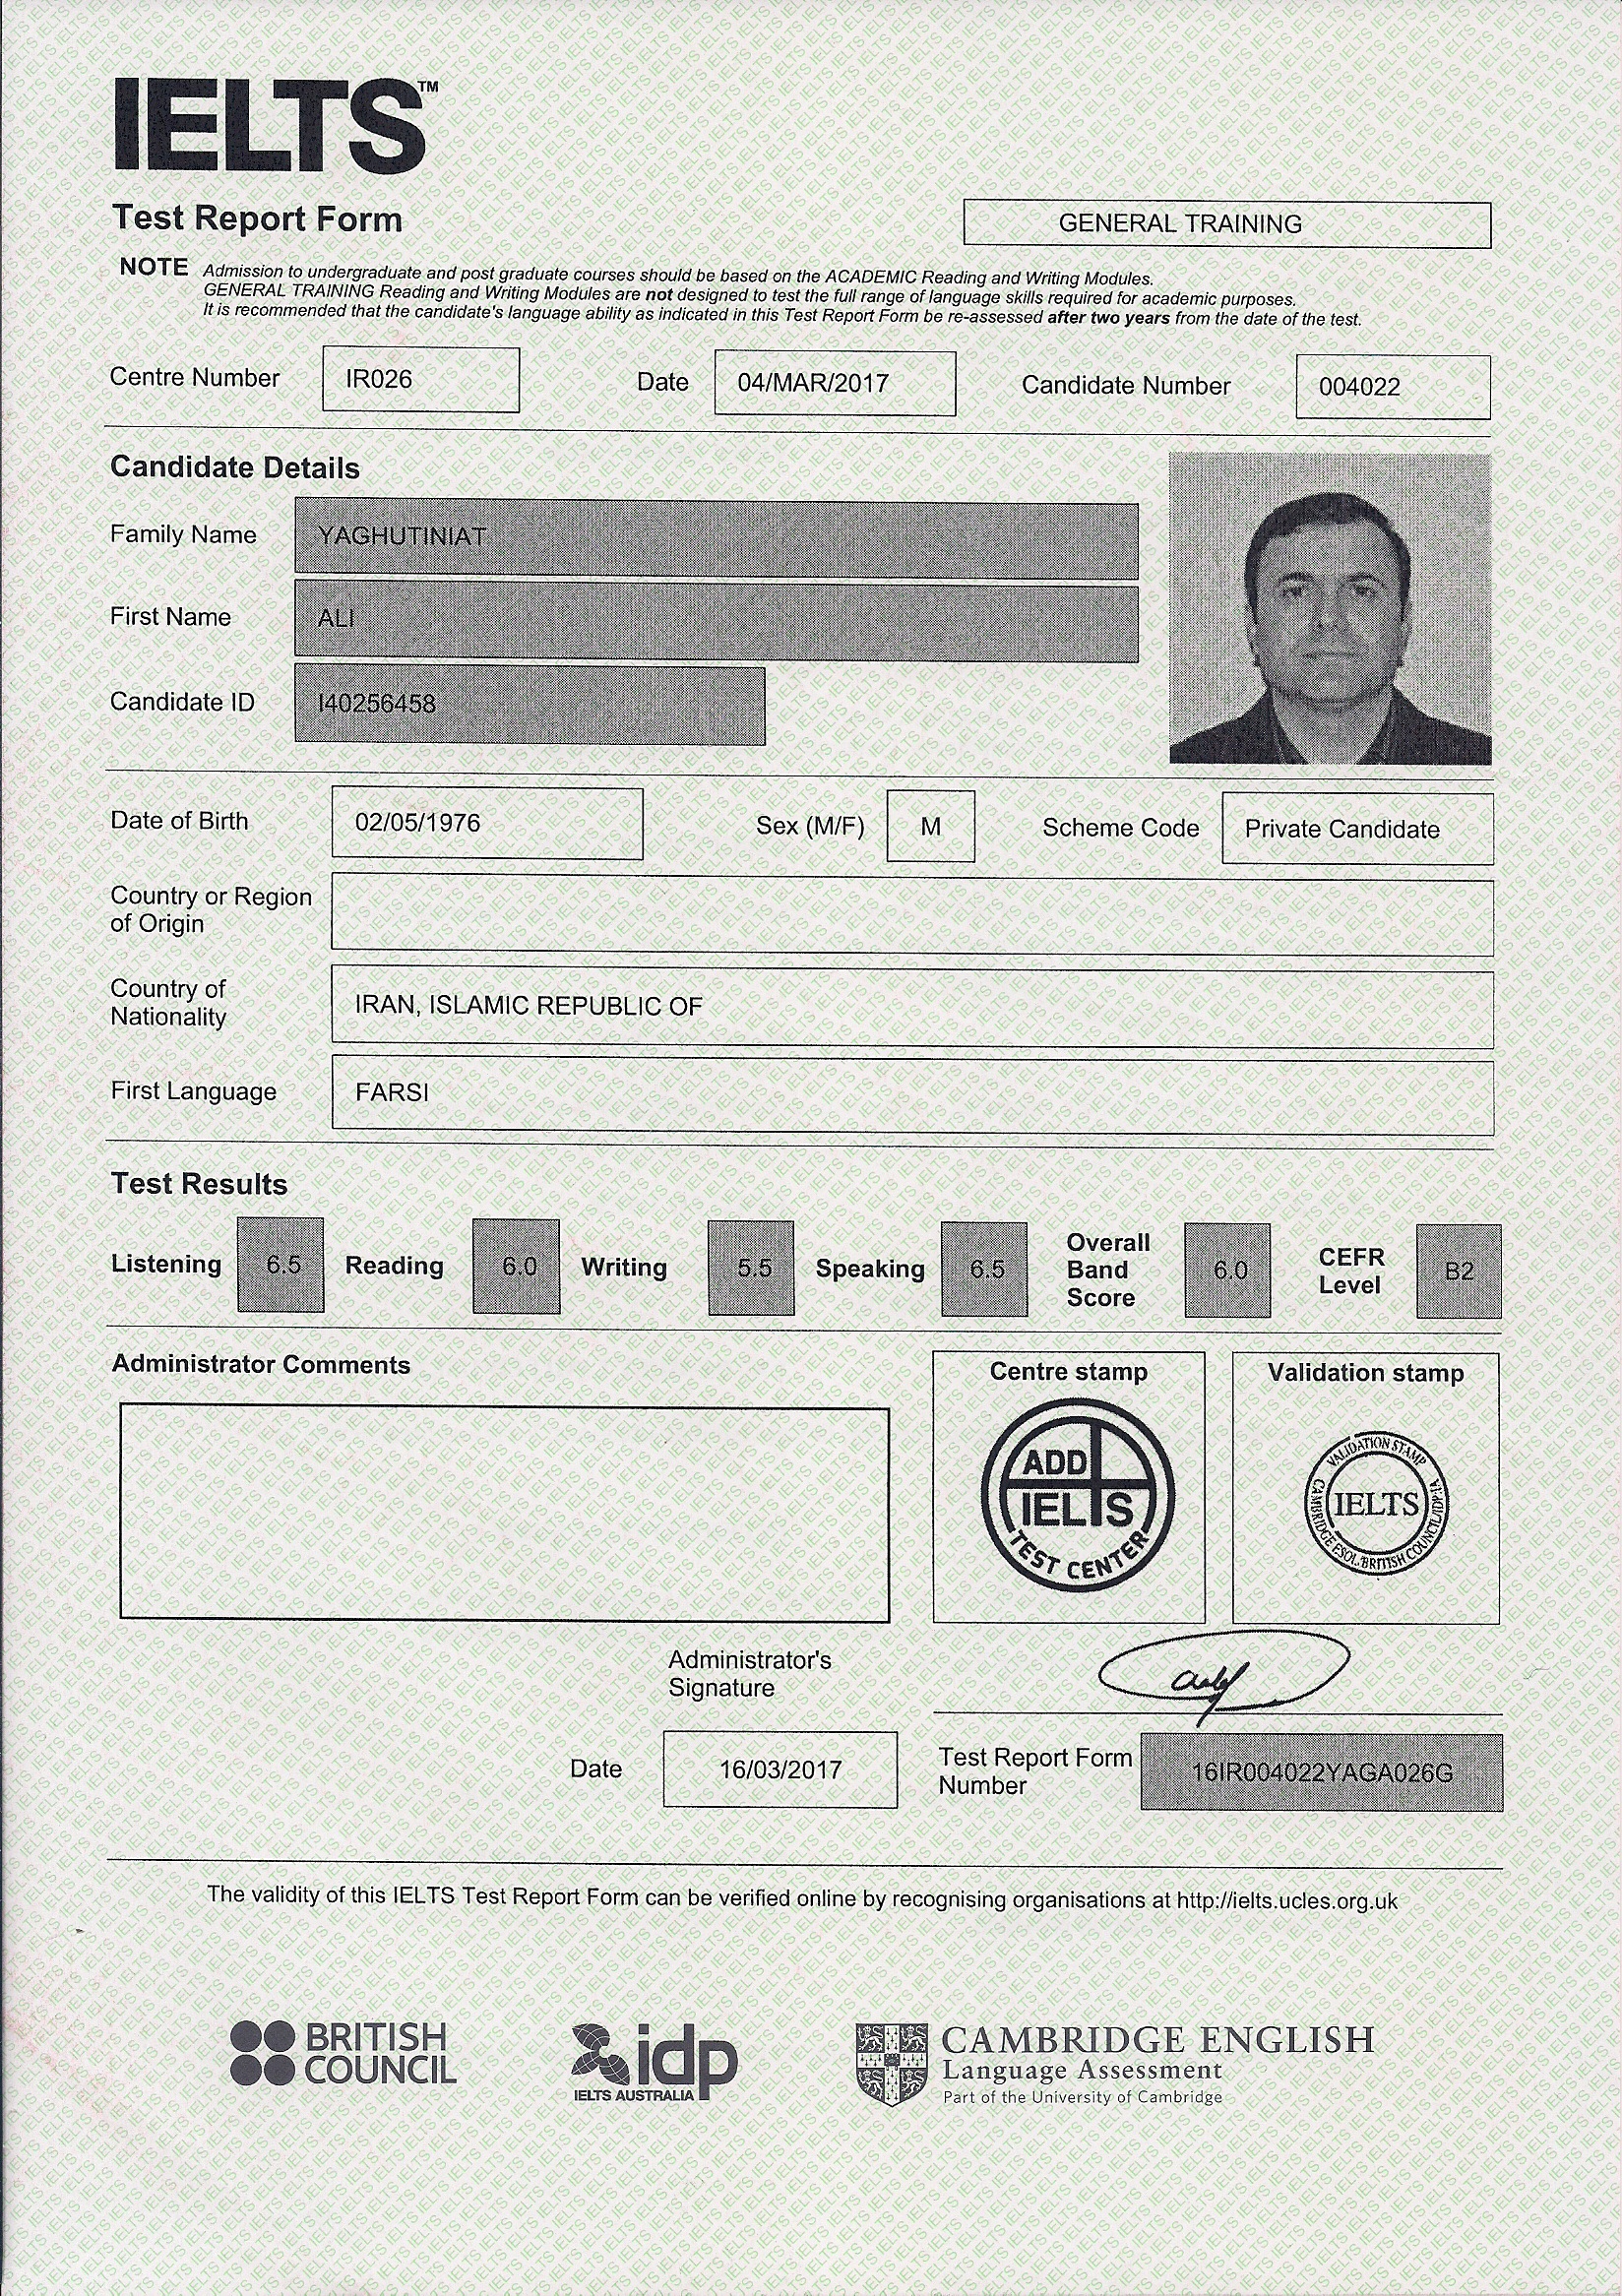 IELTS™
Test Report Form
GENERAL TRAINING
NOTE Admission to undergraduate and post graduate courses should be based on the ACADEMIC Reading and Writing Modules.
GENERAL TRAINING Reading and Writing Modules are not designed to test the full range of language skills required for academic purposes.
It is recommended that the candidate's language ability as indicated in this Test Report Form be re-assessed after two years from the date of the test.
Centre Number IR026 Date 04/MAR/2017 Candidate Number 004022
Candidate Details
Family Name YAGHUTINIAT
First Name ALI
Candidate ID I40256458
Date of Birth 02/05/1976 Sex (M/F) M Scheme Code Private Candidate
Country or Region
of Origin
Country of
Nationality
IRAN, ISLAMIC REPUBLIC OF
First Language FARSI
Test Results
Listening 6.5 Reading 6.0 Writing 5.5 Speaking 6.5 Overall Band Score 6.0 CEFR Level B2
Administrator Comments
Centre stamp
ADD
IELTS
TEST CENTER
Validation stamp
VALIDATION STAMP
IELTS
CAMBRIDGE ESOL BRITISH COUNCIL IDP:IA
Administrator's
Signature
Date 16/03/2017
Test Report Form
Number
16IR004022YAGA026G
The validity of this IELTS Test Report Form can be verified online by recognising organisations at http://ielts.ucles.org.uk
BRITISH
COUNCIL
idp
IELTS AUSTRALIA
CAMBRIDGE ENGLISH
Language Assessment
Part of the University of Cambridge